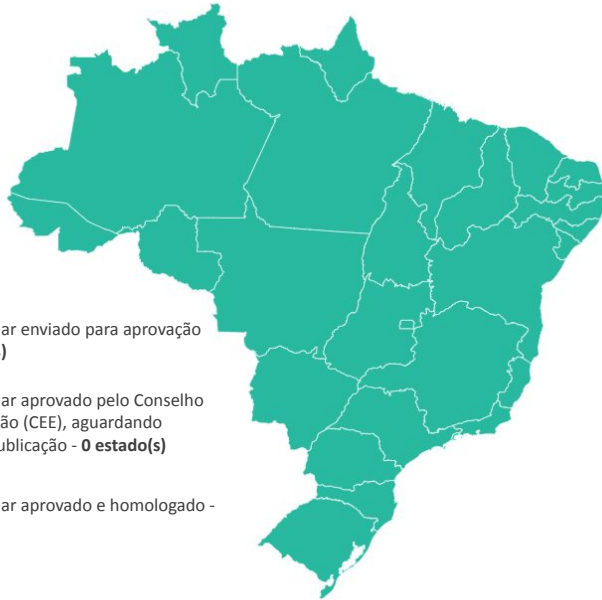 ar enviado para aprovação
)
ar aprovado pelo Conselho
ão (CEE), aguardando
ublicação - 0 estado(s)
ar aprovado e homologado -